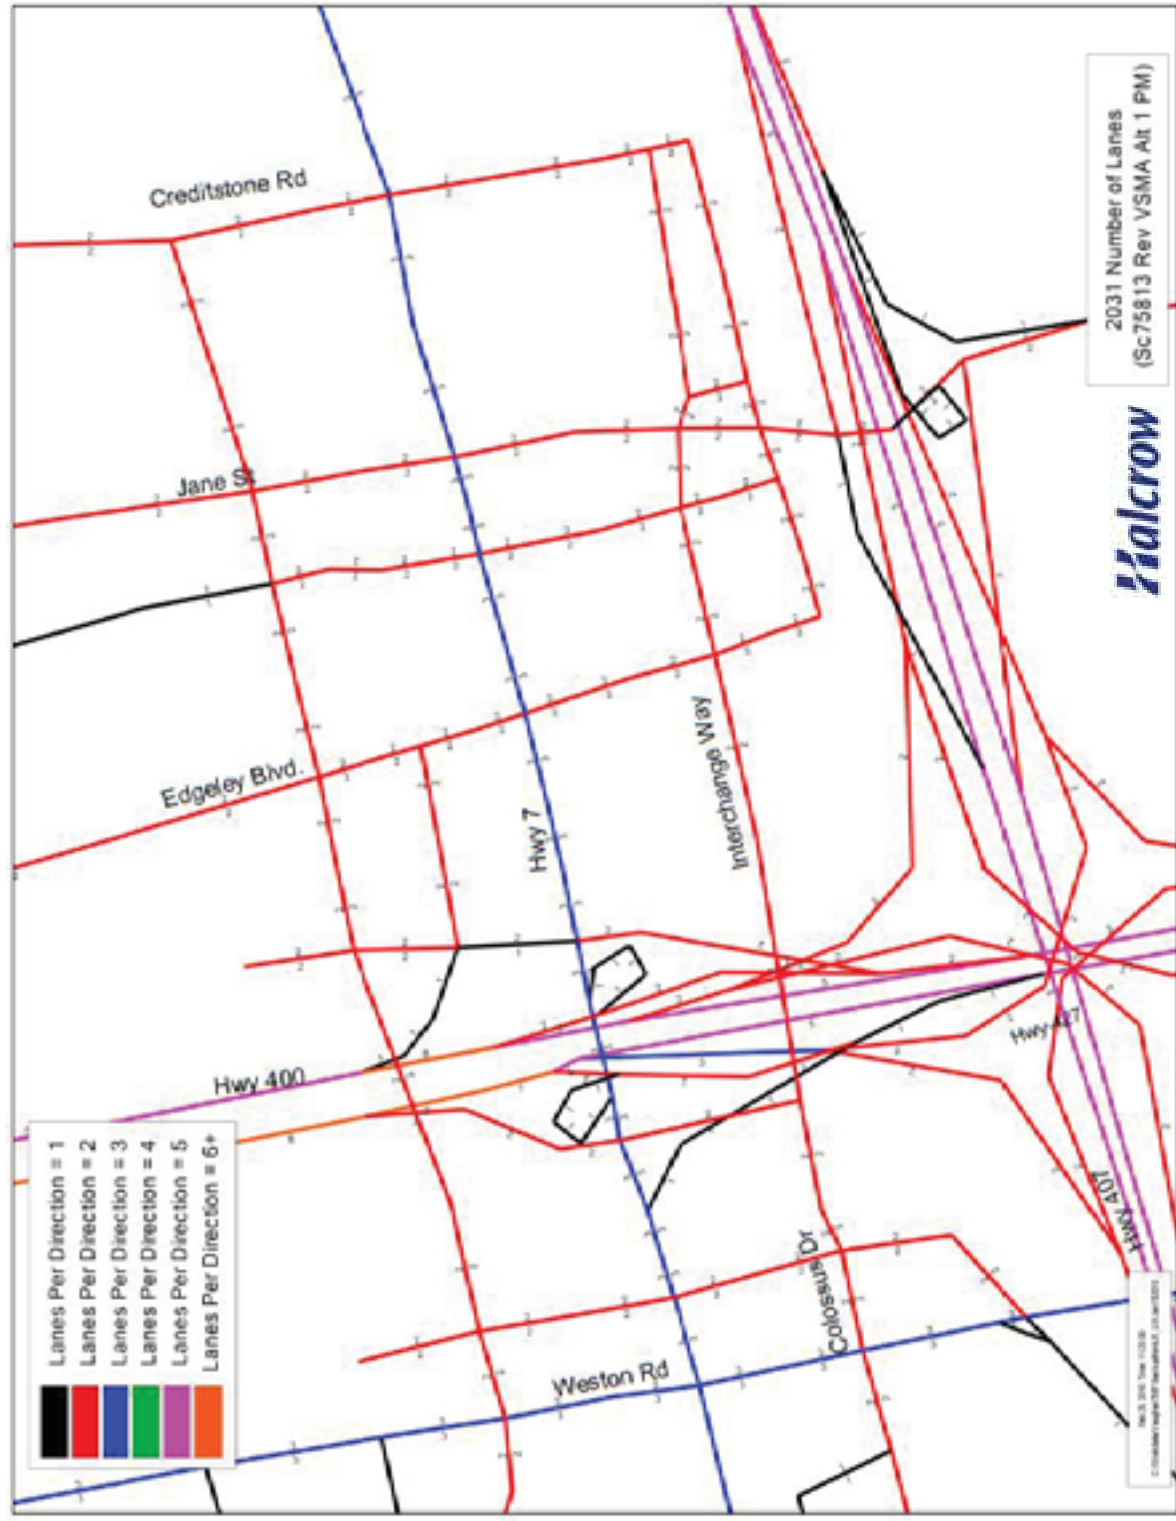 Creditstone Rd
Jane St
Edgeley Blvd.
Hwy 7
Interchange Way
Hwy 400
Hwy 427
Hwy 407
Colossus Dr
Weston Rd
Lanes Per Direction = 1
Lanes Per Direction = 2
Lanes Per Direction = 3
Lanes Per Direction = 4
Lanes Per Direction = 5
Lanes Per Direction = 6+
2031 Number of Lanes
(Sc75813 Rev VSMA Alt 1 PM)
Halcrow